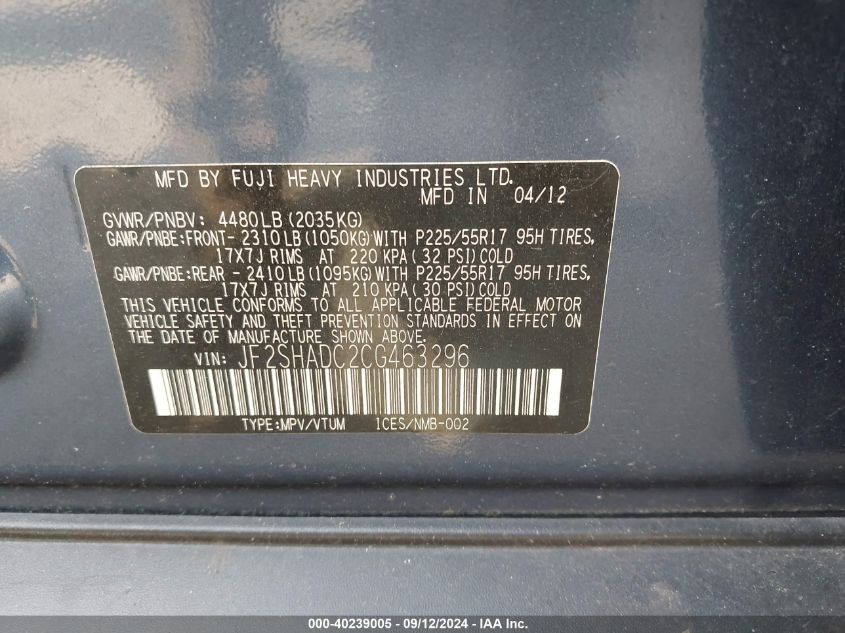 MFD BY FUJI HEAVY INDUSTRIES LTD.
MFD IN 04/12
GVWR/PNBV: 4480LB(2035KG)
GAWR/PNBE:FRONT- 2310LB(1050KG)WITH P225/55R17 95H TIRES,
17X7J RIMS AT 220 KPA(32 PSI)COLD
GAWR/PNBE:REAR - 2410LB(1095KG)WITH P225/55R17 95H TIRES,
17X7J RIMS AT 210 KPA(30 PSI)COLD
THIS VEHICLE CONFORMS TO ALL APPLICABLE FEDERAL MOTOR
VEHICLE SAFETY AND THEFT PREVENTION STANDARDS IN EFFECT ON
THE DATE OF MANUFACTURE SHOWN ABOVE.
VIN: JF2SHADC2CG463296
TYPE:MPV/VTUM ICES/NMB-002
000-40239005 - 09/12/2024 - IAA Inc.